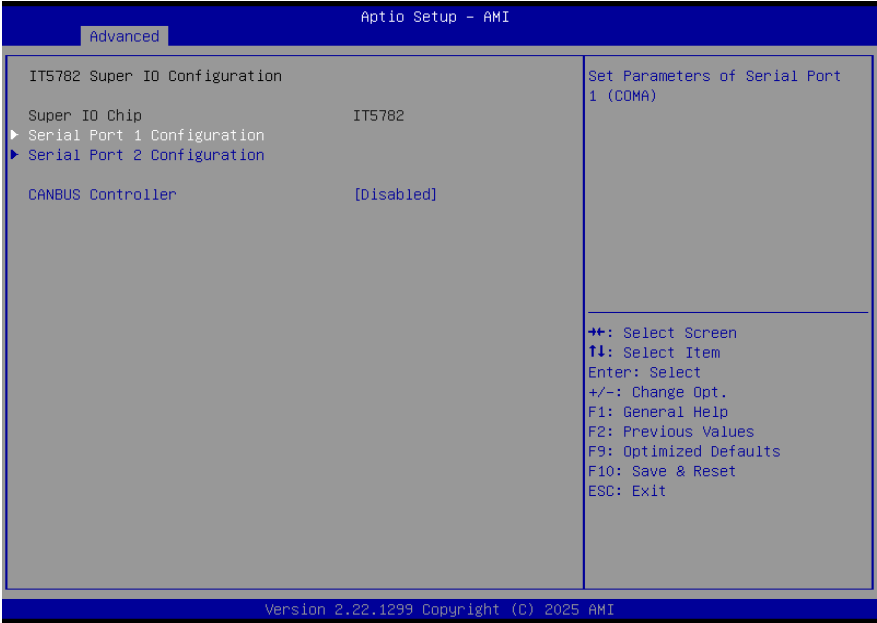 Aptio Setup – AMI
Advanced
IT5782 Super IO Configuration
Super IO Chip IT5782
Serial Port 1 Configuration
Serial Port 2 Configuration
CANBUS Controller [Disabled]
Set Parameters of Serial Port
1 (COMA)
→←: Select Screen
↑↓: Select Item
Enter: Select
+/-: Change Opt.
F1: General Help
F2: Previous Values
F9: Optimized Defaults
F10: Save & Reset
ESC: Exit
Version 2.22.1299 Copyright (C) 2025 AMI